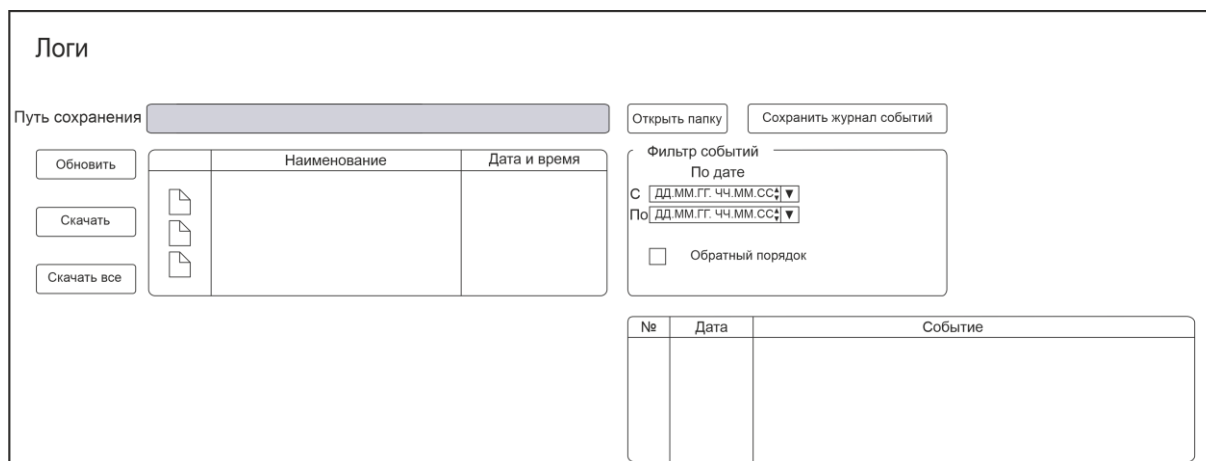 Логи
Путь сохранения
Открыть папку
Сохранить журнал событий
Обновить
Скачать
Скачать все
Наименование
Дата и время
Фильтр событий
По дате
С ДД.ММ.ГГ. ЧЧ.ММ.СС
По ДД.ММ.ГГ. ЧЧ.ММ.СС
Обратный порядок
№ Дата Событие